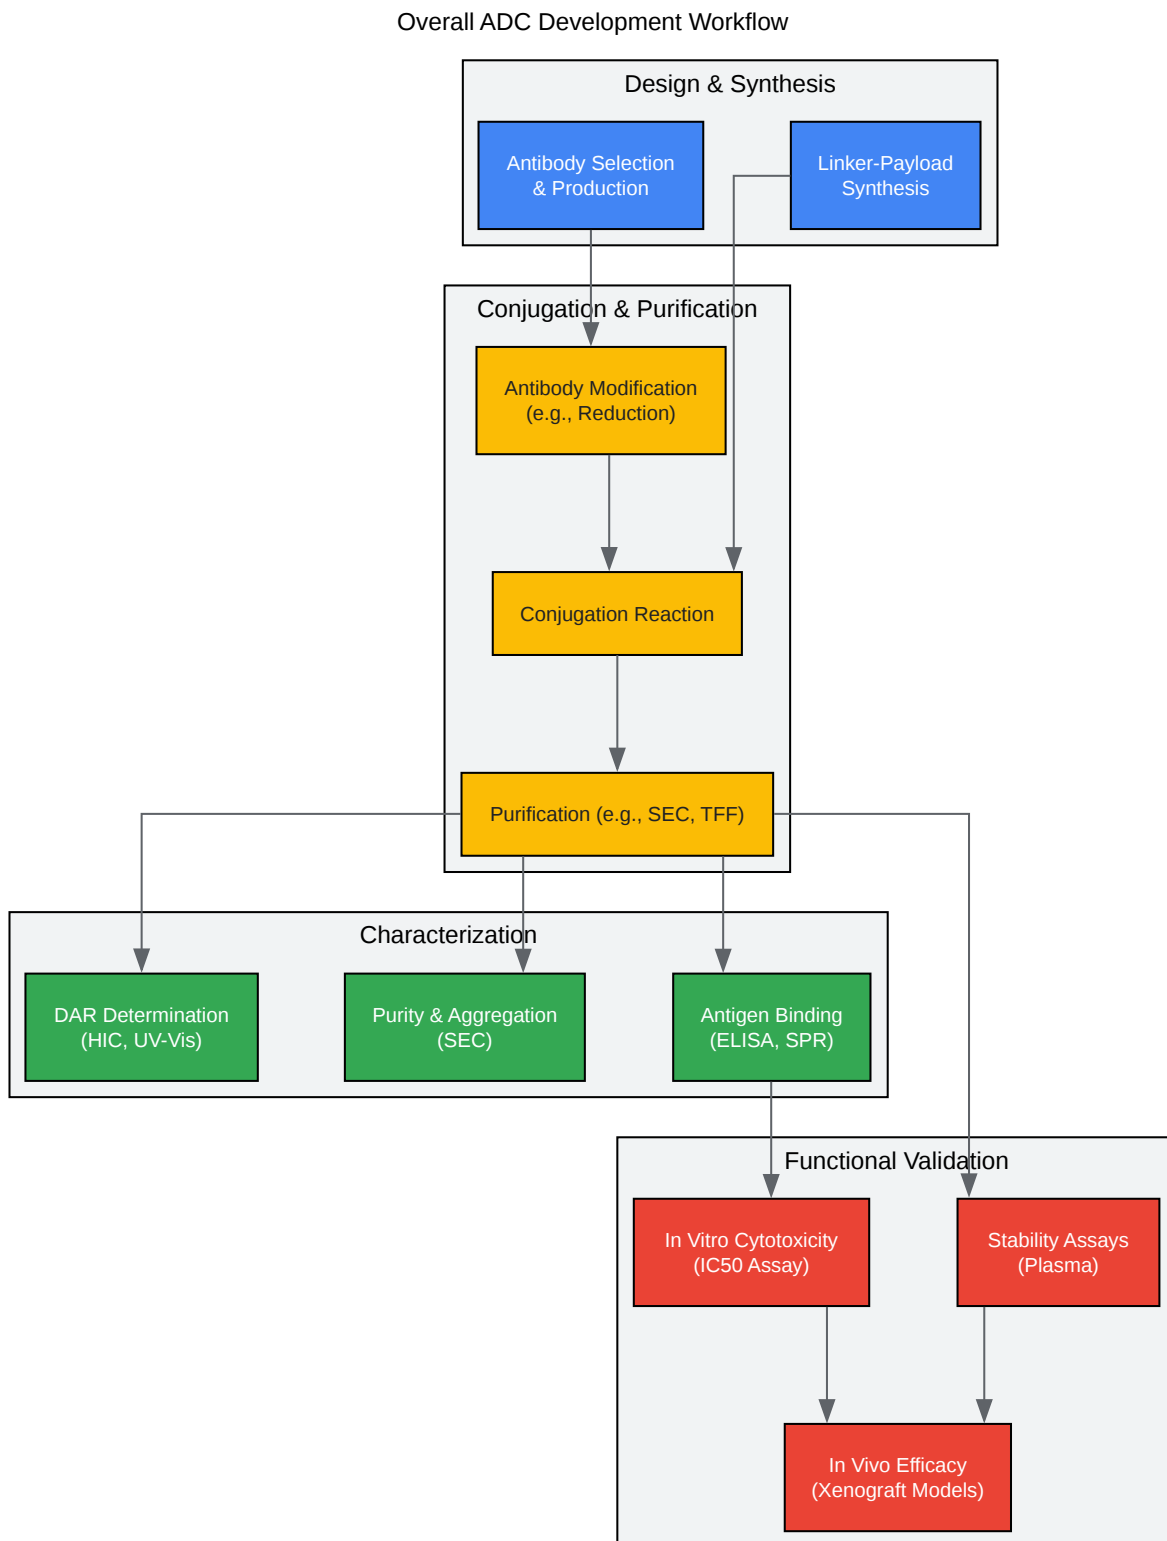 Overall ADC Development Workflow
Design & Synthesis
Antibody Selection
& Production
Linker-Payload
Synthesis
Conjugation & Purification
Antibody Modification
(e.g., Reduction)
Conjugation Reaction
Purification (e.g., SEC, TFF)
Characterization
DAR Determination
(HIC, UV-Vis)
Purity & Aggregation
(SEC)
Antigen Binding
(ELISA, SPR)
Functional Validation
In Vitro Cytotoxicity
(IC50 Assay)
Stability Assays
(Plasma)
In Vivo Efficacy
(Xenograft Models)